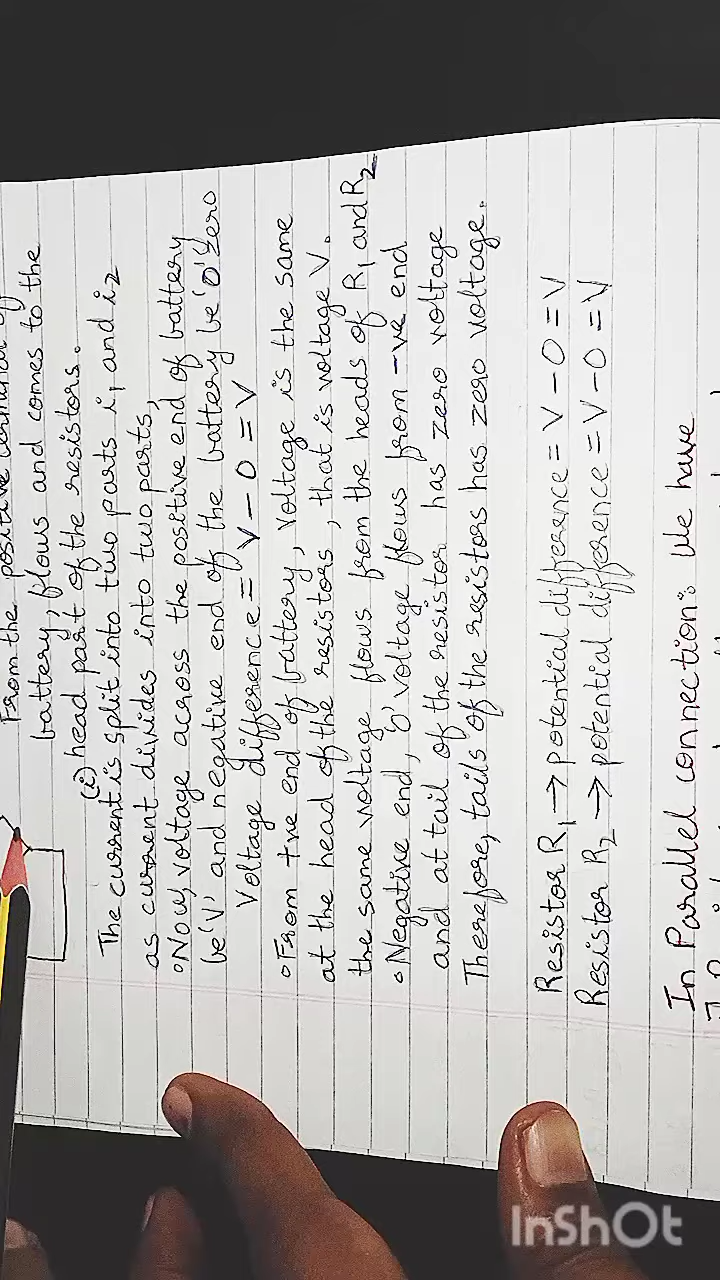 From the positive terminal of
battery, flows and comes to the
(i) head part of the resistors.
The current is split into two parts i1 and i2
as current divides into two parts,
• Now, voltage across the positive end of battery
be 'V' and negative end of the battery be 'O' zero
Voltage difference = V - O = V
• From +ve end of battery, voltage is the same
at the head of the resistors, that is voltage V.
the same voltage flows from the heads of R1 and R2
• Negative end, 'o' voltage flows from -ve end
and at tail of the resistor has zero voltage
Therefore, tails of the resistors has zero voltage.
Resistor R1 → potential difference = V - O = V
Resistor R2 → potential difference = V - O = V
In Parallel connection: We have
InShOt